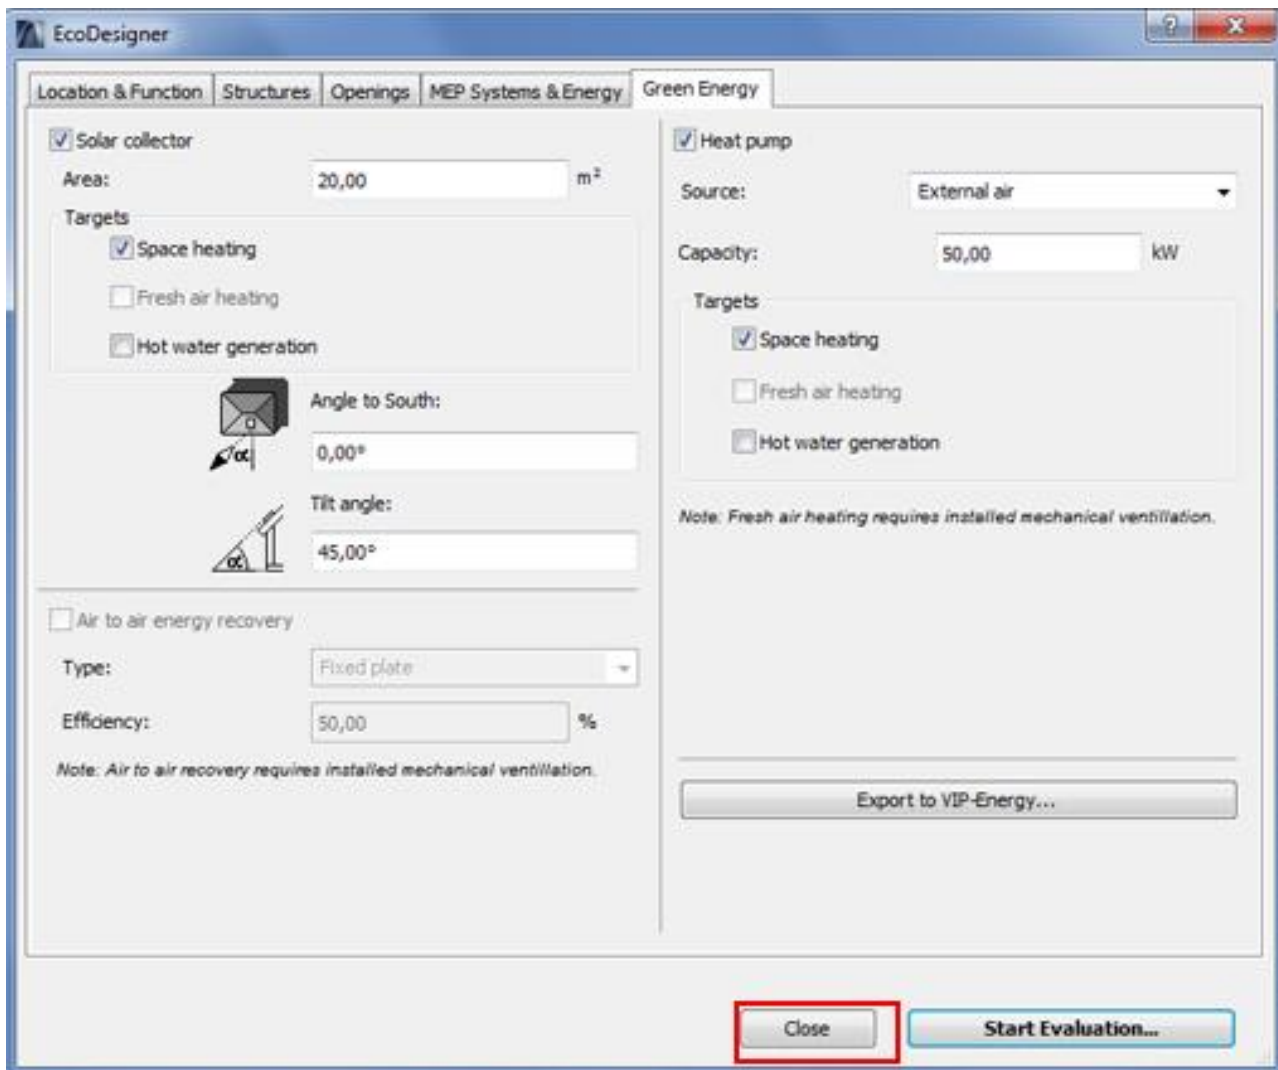 EcoDesigner
Location & Function Structures Openings MEP Systems & Energy Green Energy
Solar collector
Area: 20,00 m²
Targets
Space heating
Fresh air heating
Hot water generation
Angle to South:
α
0,00°
Tilt angle:
α
45,00°
Air to air energy recovery
Type: Fixed plate
Efficiency: 50,00 %
Note: Air to air recovery requires installed mechanical ventillation.
Heat pump
Source: External air
Capacity: 50,00 kW
Targets
Space heating
Fresh air heating
Hot water generation
Note: Fresh air heating requires installed mechanical ventillation.
Export to VIP-Energy...
Close Start Evaluation...